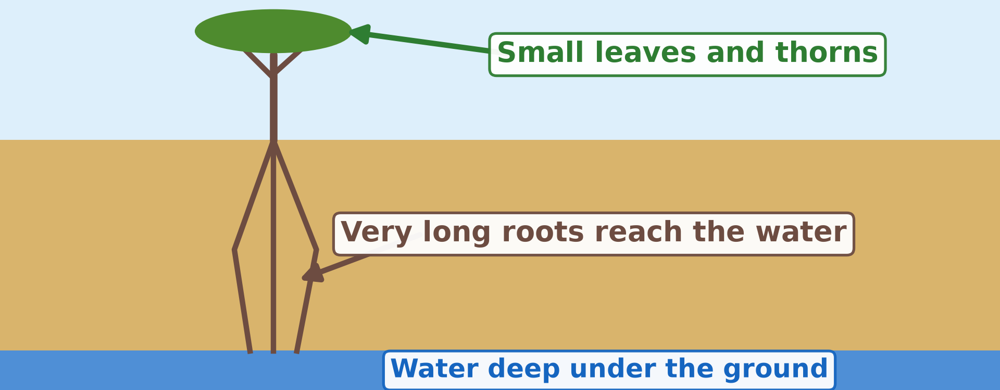 Small leaves and thorns
Very long roots reach the water
Water deep under the ground